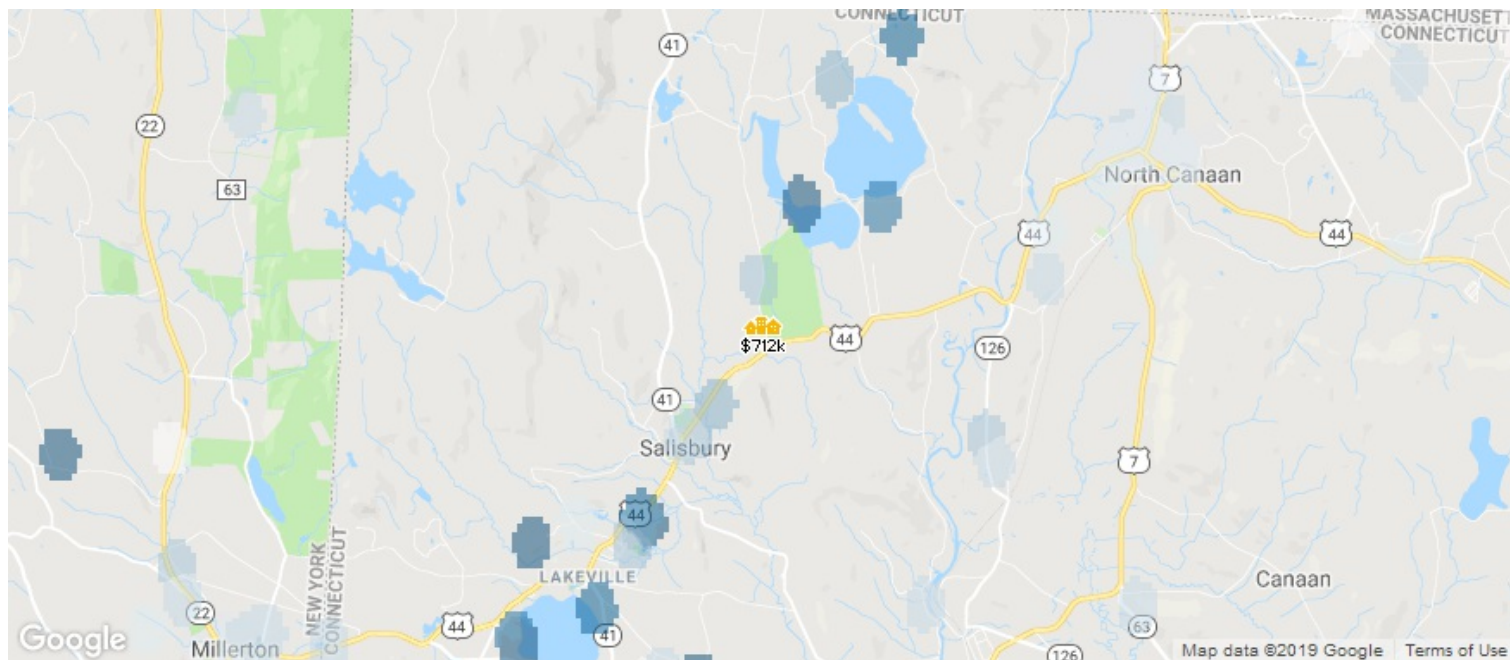 CONNECTICUT
MASSACHUSET
CONNECTICUT
41
7
22
63
North Canaan
44
44
44
126
$712k
41
Salisbury
7
44
LAKEVILLE
NEW YORK
CONNECTICUT
Canaan
22
44
41
63
Millerton
126
Google
Map data ©2019 Google
Terms of Use